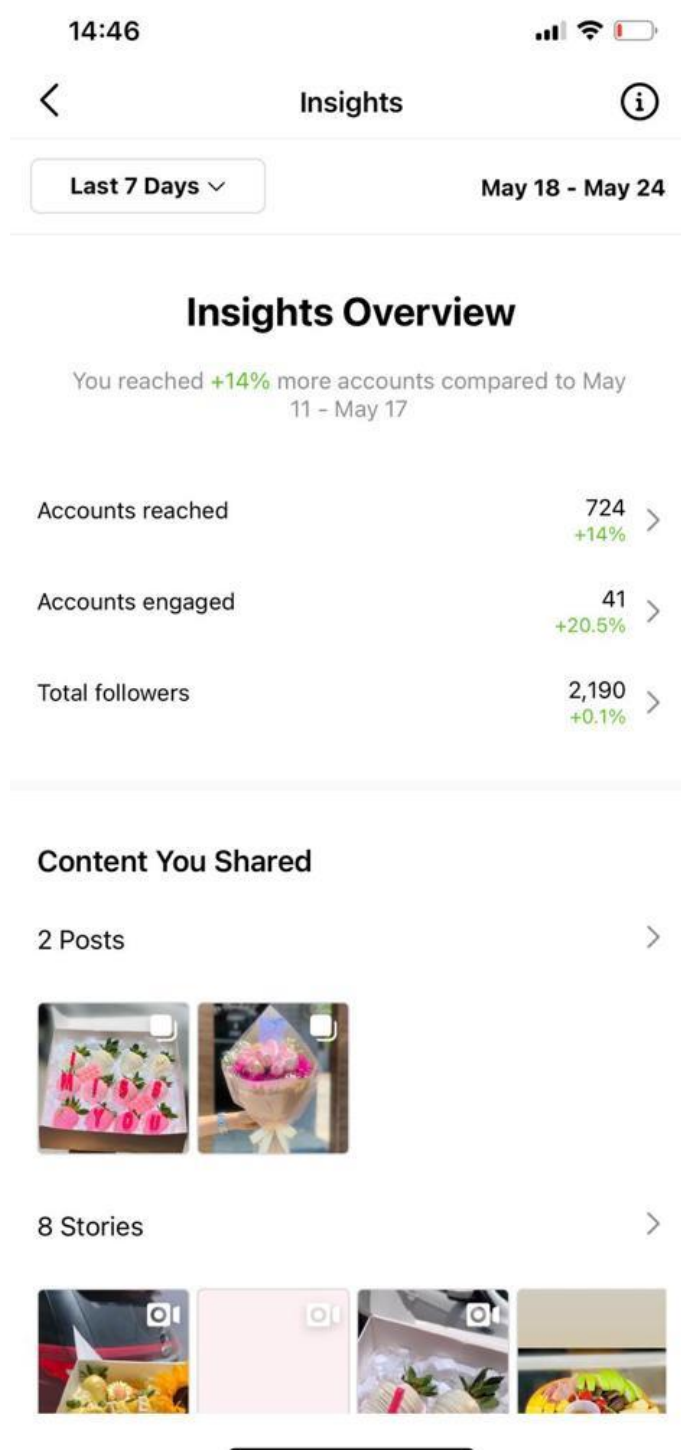 14:46
Insights
Last 7 Days
May 18 - May 24
Insights Overview
You reached +14% more accounts compared to May
11 - May 17
Accounts reached
724
+14%
Accounts engaged
41
+20.5%
Total followers
2,190
+0.1%
Content You Shared
2 Posts
I
MISS
YOU
8 Stories